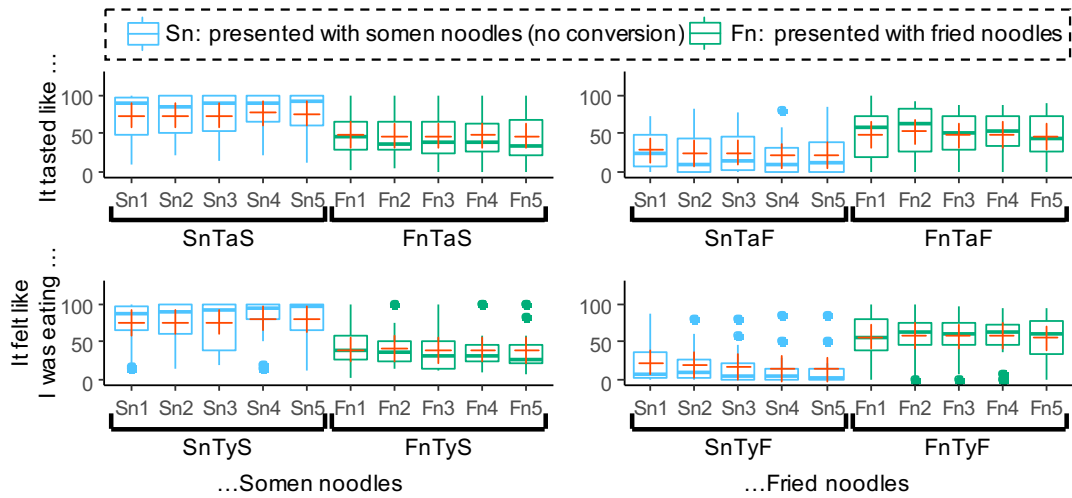 Sn: presented with somen noodles (no conversion) Fn: presented with fried noodles
It tasted like ...
100
50
0
Sn1 Sn2 Sn3 Sn4 Sn5 Fn1 Fn2 Fn3 Fn4 Fn5
SnTaS FnTaS
100
50
0
Sn1 Sn2 Sn3 Sn4 Sn5 Fn1 Fn2 Fn3 Fn4 Fn5
SnTaF FnTaF
It felt like
I was eating ...
100
50
0
Sn1 Sn2 Sn3 Sn4 Sn5 Fn1 Fn2 Fn3 Fn4 Fn5
SnTyS FnTyS
100
50
0
Sn1 Sn2 Sn3 Sn4 Sn5 Fn1 Fn2 Fn3 Fn4 Fn5
SnTyF FnTyF
...Somen noodles ...Fried noodles